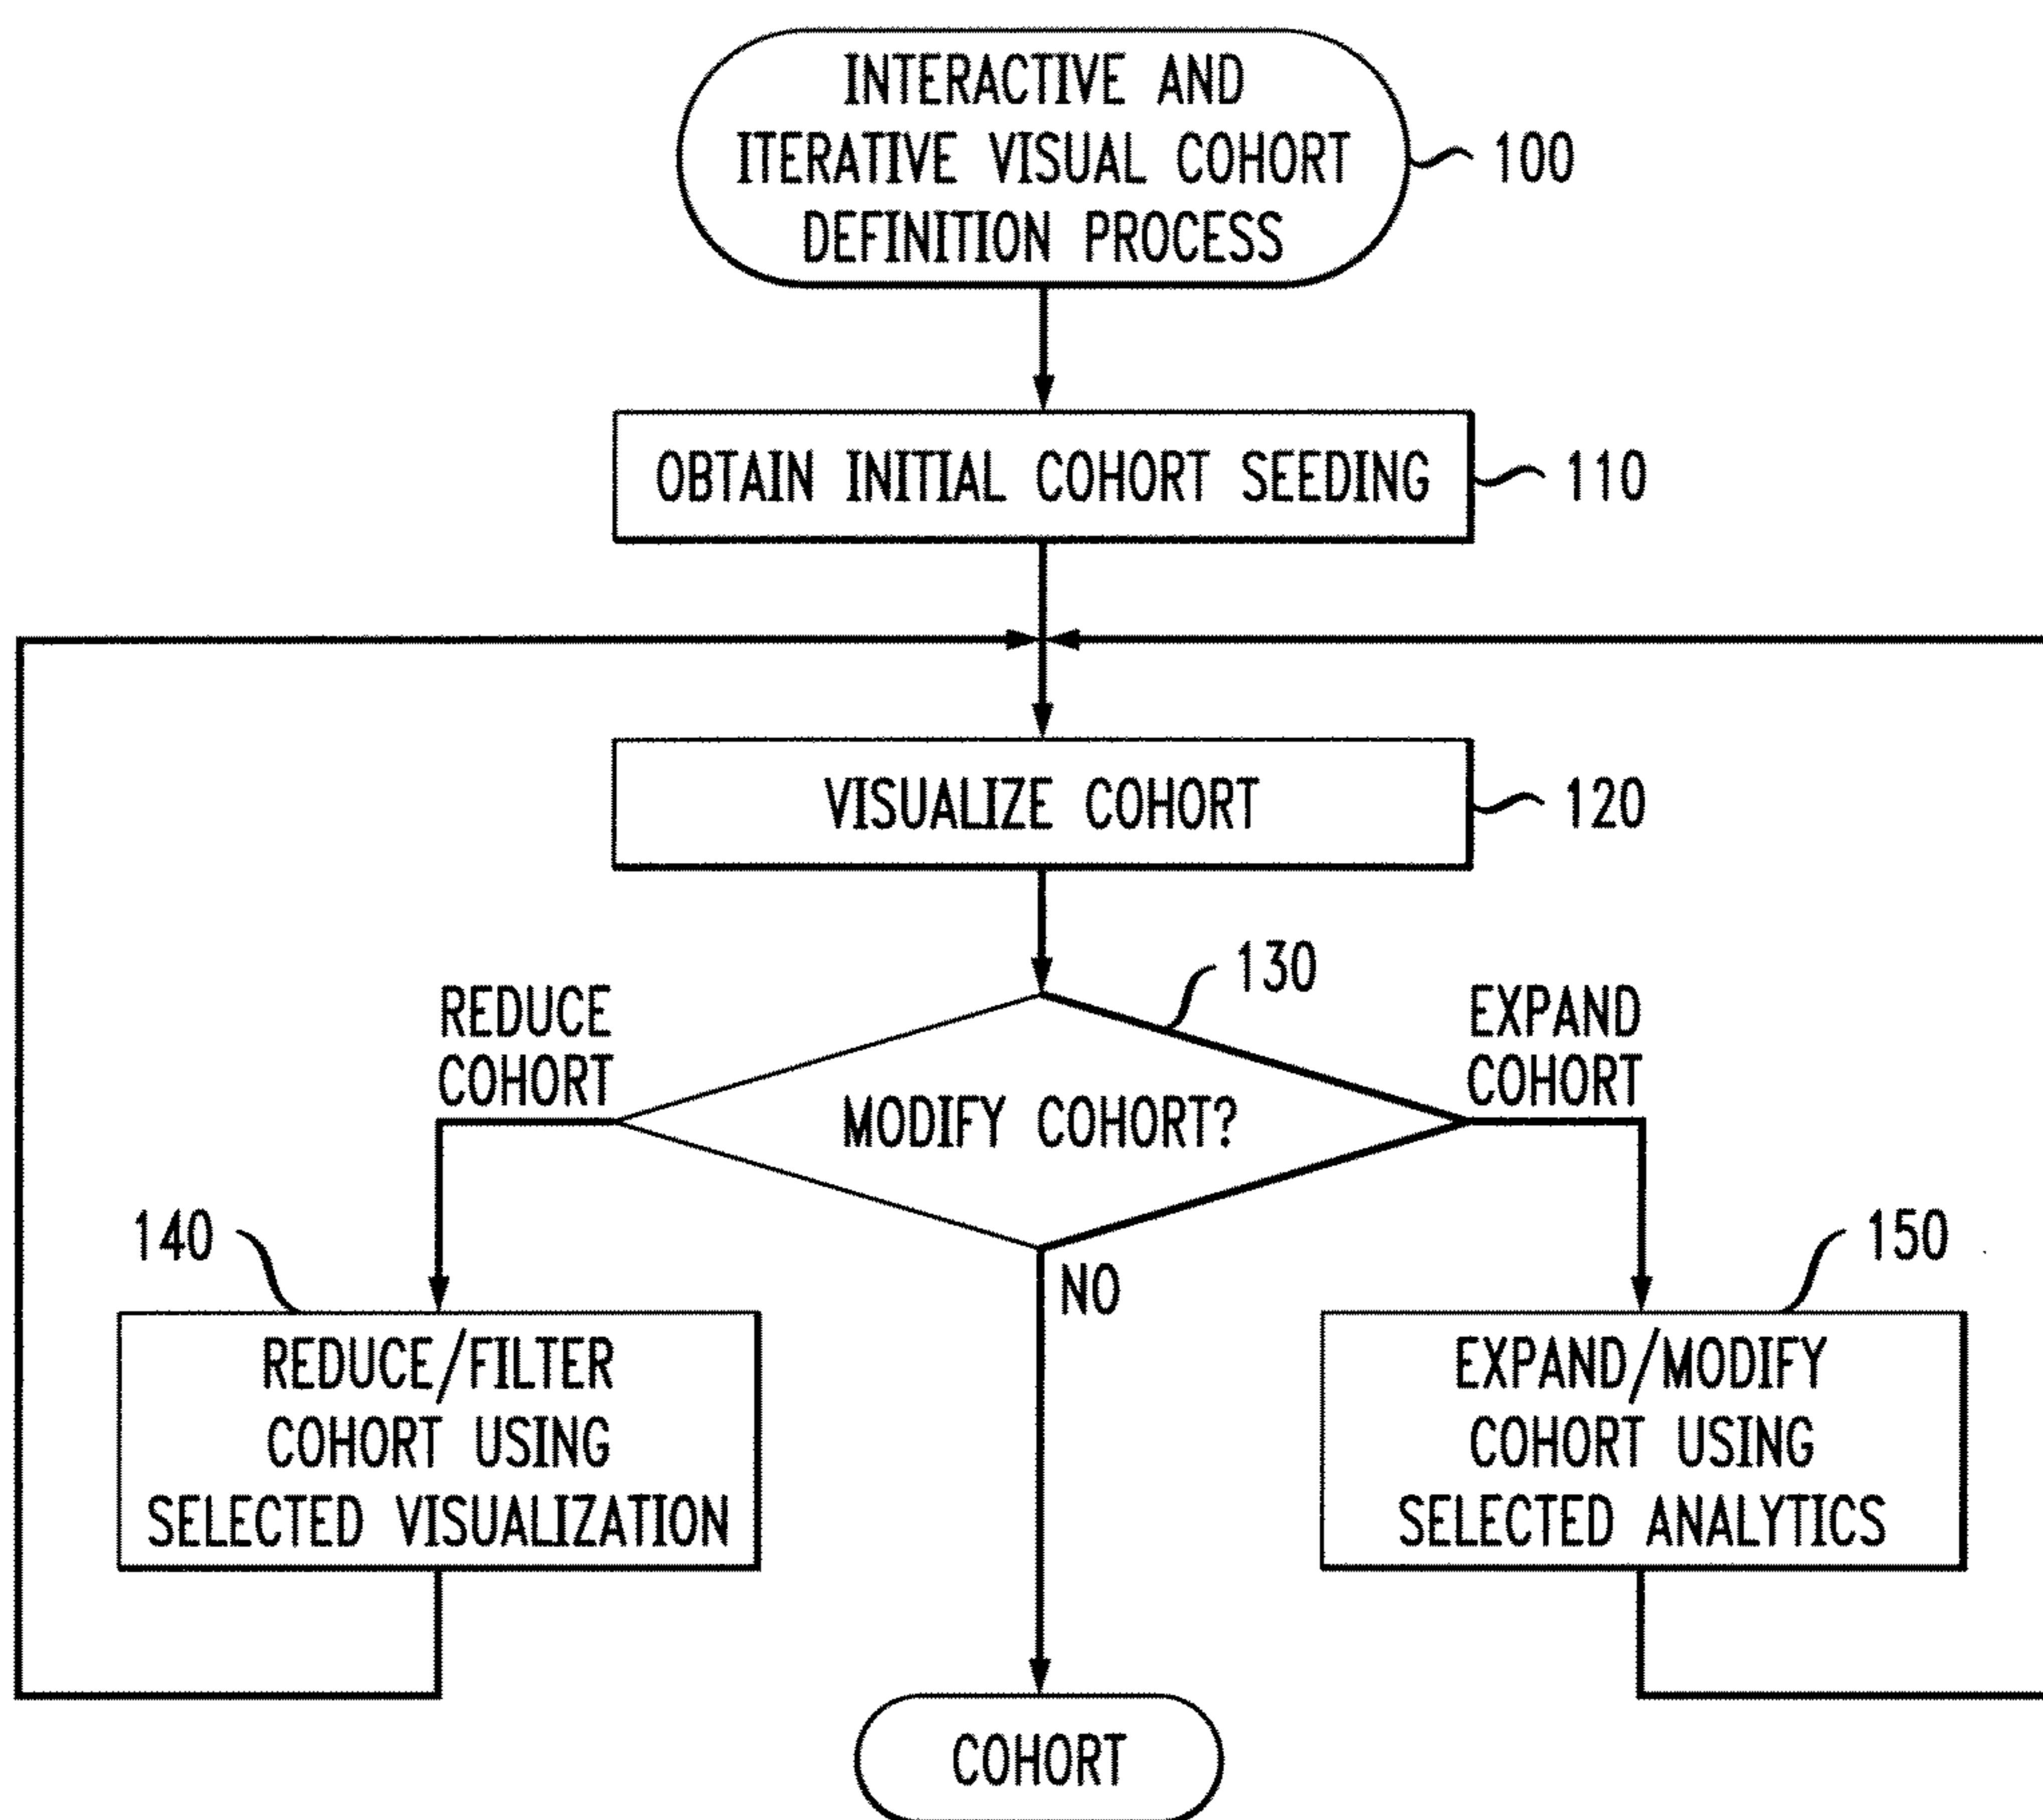 INTERACTIVE AND
ITERATIVE VISUAL COHORT
DEFINITION PROCESS
100
OBTAIN INITIAL COHORT SEEDING
110
VISUALIZE COHORT
120
130
REDUCE
COHORT
EXPAND
COHORT
MODIFY COHORT?
140
150
NO
REDUCE/FILTER
COHORT USING
SELECTED VISUALIZATION
EXPAND/MODIFY
COHORT USING
SELECTED ANALYTICS
COHORT